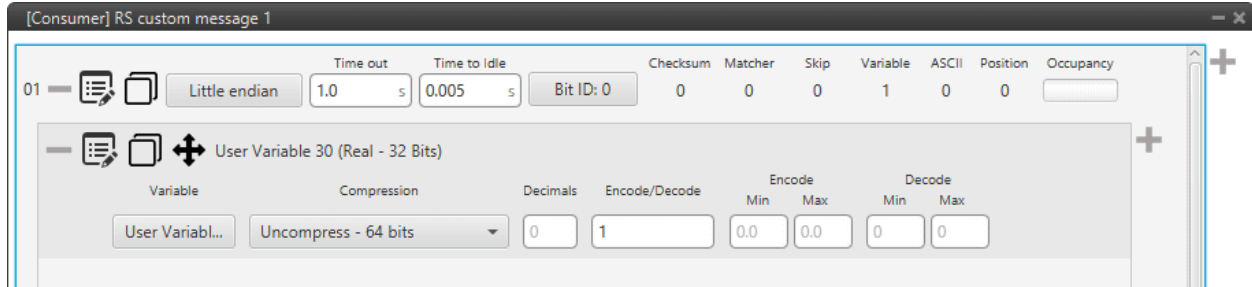 [Consumer] RS custom message 1
Time out Time to Idle Checksum Matcher Skip Variable ASCII Position Occupancy
01 Little endian 1.0 s 0.005 s Bit ID: 0 0 0 0 1 0 0
User Variable 30 (Real - 32 Bits)
Variable Compression Decimals Encode/Decode Encode Decode
Min Max Min Max
User Variabl... Uncompress - 64 bits 0 1 0.0 0.0 0 0